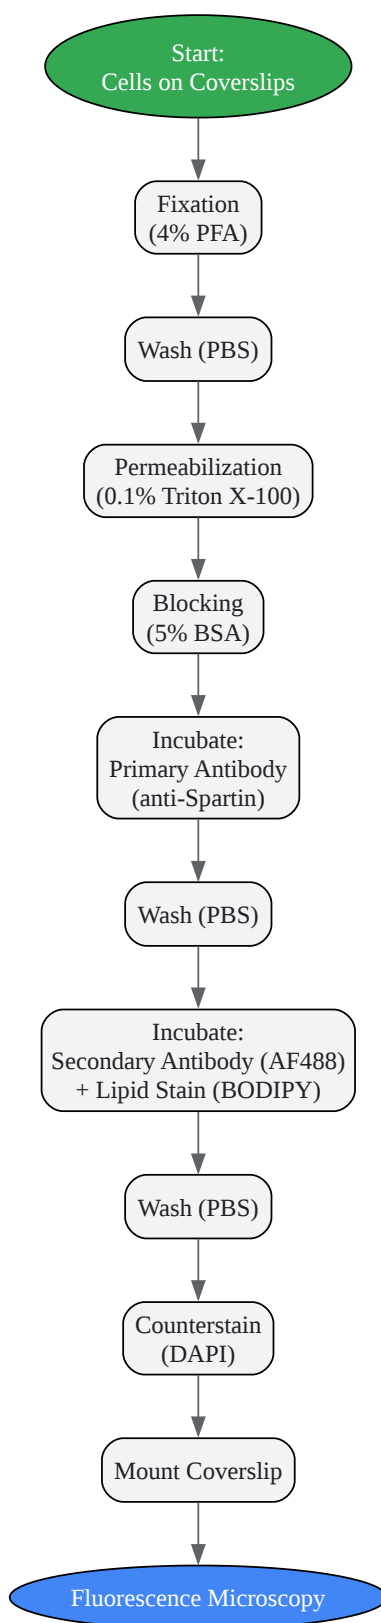 Start:
Cells on Coverslips
Fixation
(4% PFA)
Wash (PBS)
Permeabilization
(0.1% Triton X-100)
Blocking
(5% BSA)
Incubate:
Primary Antibody
(anti-Spartin)
Wash (PBS)
Incubate:
Secondary Antibody (AF488)
+ Lipid Stain (BODIPY)
Wash (PBS)
Counterstain
(DAPI)
Mount Coverslip
Fluorescence Microscopy